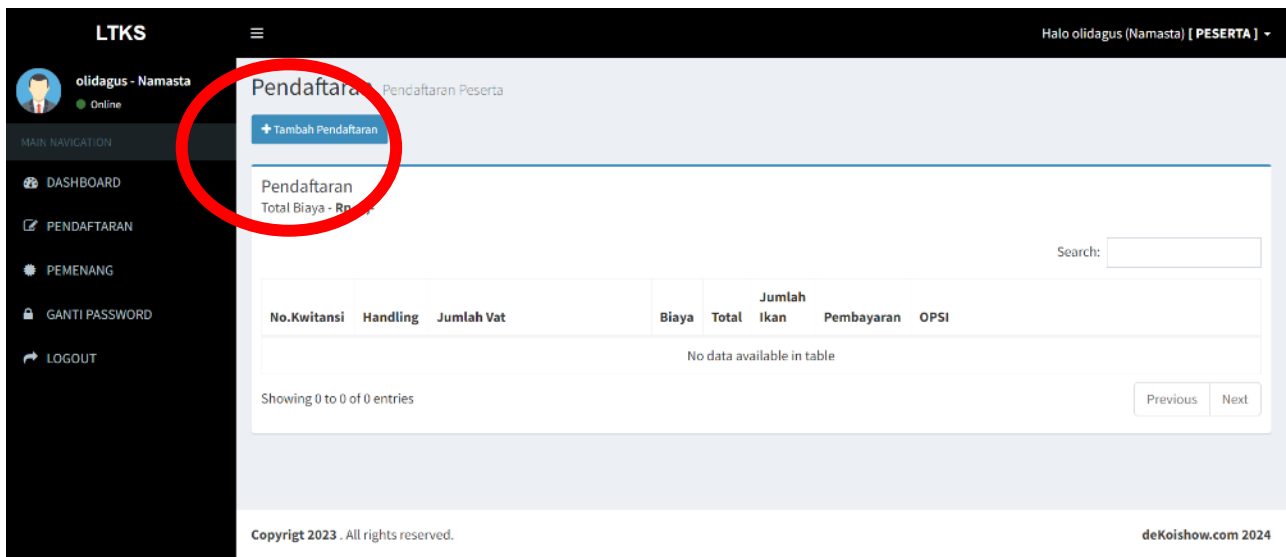 LTKS
Halo olidagus (Namasta) [ PESERTA ]
olidagus - Namasta
Online
MAIN NAVIGATION
DASHBOARD
PENDAFTARAN
PEMENANG
GANTI PASSWORD
LOGOUT
Pendaftaran Pendaftaran Peserta
Tambah Pendaftaran
Pendaftaran
Total Biaya - Rp
Search:
No.Kwitansi Handling Jumlah Vat Biaya Total Jumlah Ikan Pembayaran OPSI
No data available in table
Showing 0 to 0 of 0 entries
Previous Next
Copyrigt 2023 . All rights reserved.
deKoishow.com 2024